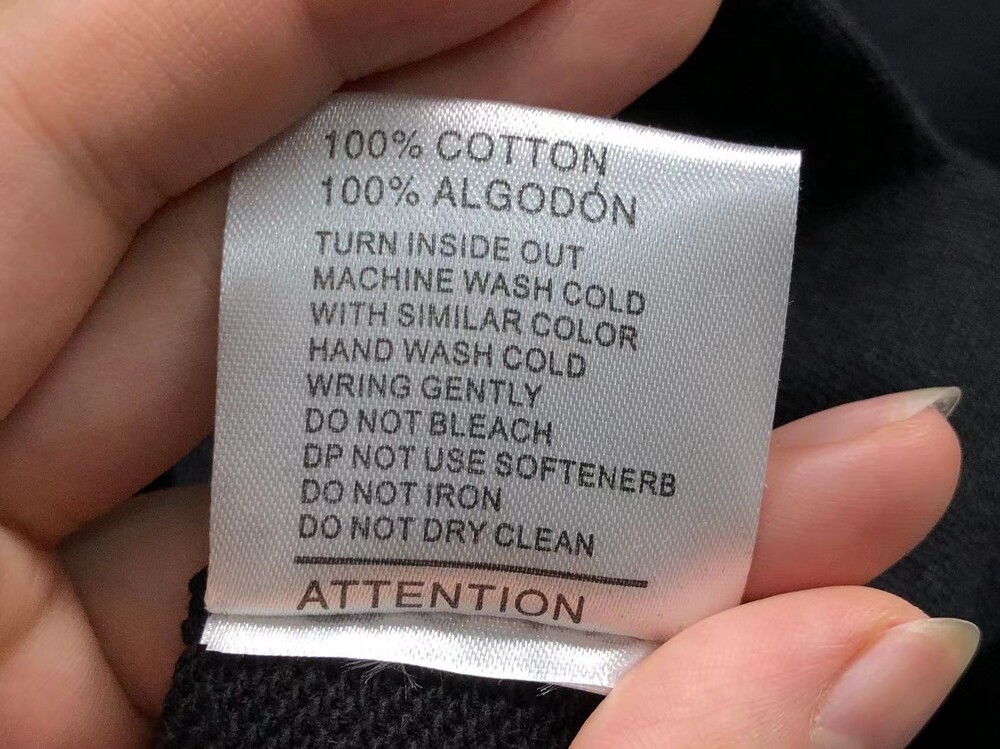 100% COTTON
100% ALGODÓN
TURN INSIDE OUT
MACHINE WASH COLD
WITH SIMILAR COLOR
HAND WASH COLD
WRING GENTLY
DO NOT BLEACH
DP NOT USE SOFTENERB
DO NOT IRON
DO NOT DRY CLEAN
ATTENTION